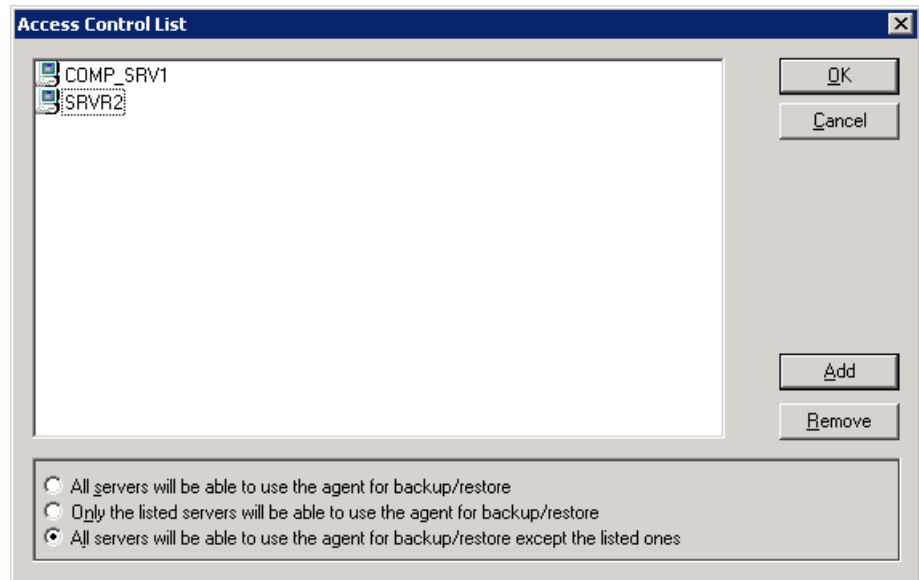 Access Control List
COMP_SRV1
SRVR2
OK
Cancel
Add
Remove
All servers will be able to use the agent for backup/restore
Only the listed servers will be able to use the agent for backup/restore
All servers will be able to use the agent for backup/restore except the listed ones